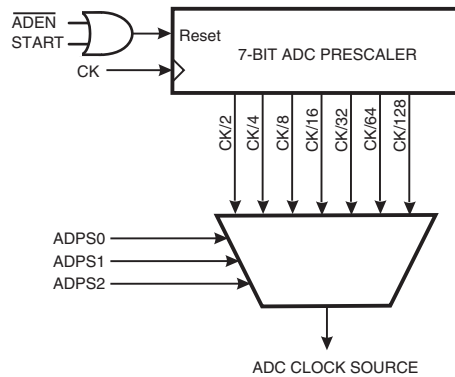 ADEN
START
Reset
7-BIT ADC PRESCALER
CK
CK/2
CK/4
CK/8
CK/16
CK/32
CK/64
CK/128
ADPS0
ADPS1
ADPS2
ADC CLOCK SOURCE